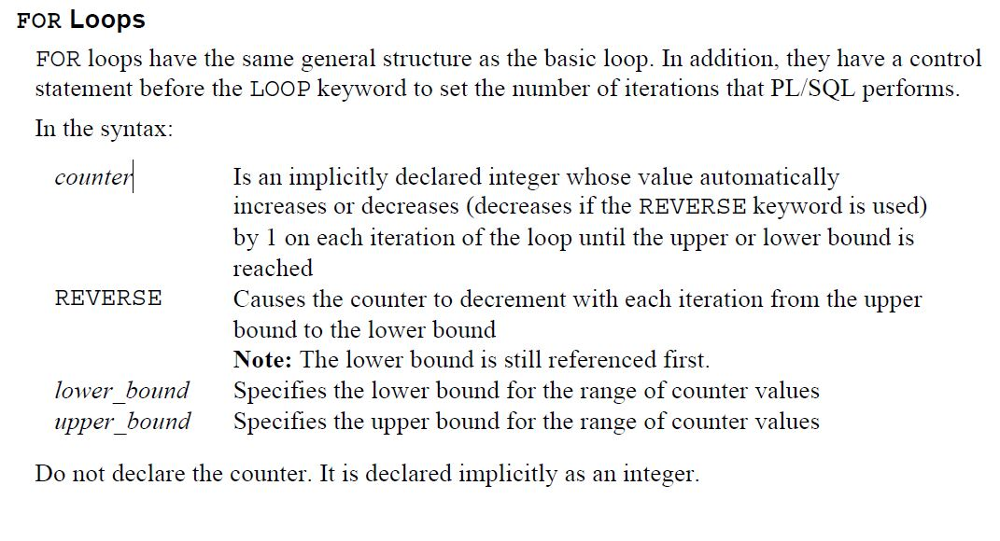 FOR Loops
FOR loops have the same general structure as the basic loop. In addition, they have a control
statement before the LOOP keyword to set the number of iterations that PL/SQL performs.
In the syntax:
counter Is an implicitly declared integer whose value automatically
increases or decreases (decreases if the REVERSE keyword is used)
by 1 on each iteration of the loop until the upper or lower bound is
reached
REVERSE Causes the counter to decrement with each iteration from the upper
bound to the lower bound
Note: The lower bound is still referenced first.
lower_bound Specifies the lower bound for the range of counter values
upper_bound Specifies the upper bound for the range of counter values
Do not declare the counter. It is declared implicitly as an integer.